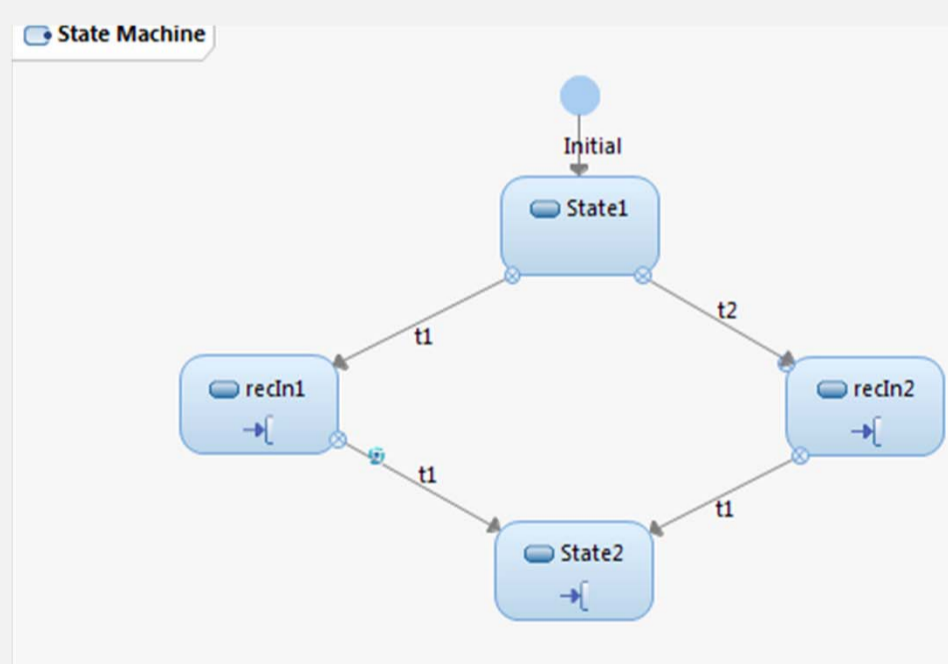 State Machine
Initial
State1
t1
t2
recIn1
recIn2
t1
t1
State2